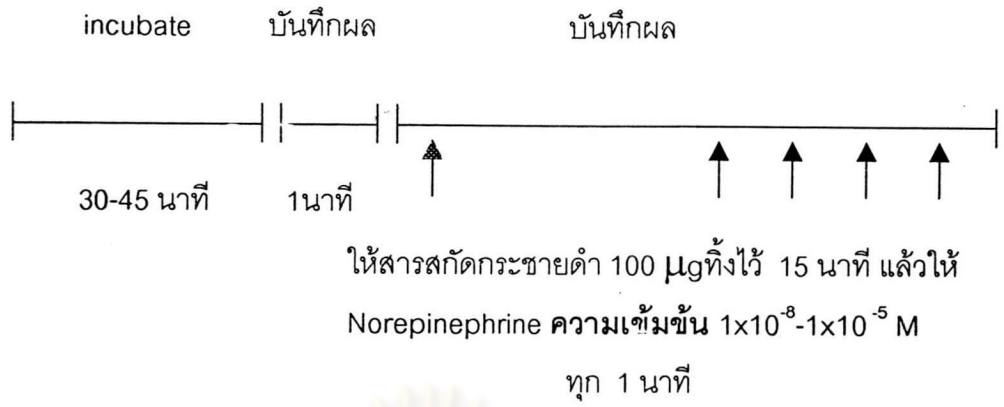 incubate บันทึกผล บันทึกผล
30-45 นาที 1นาที
ให้สารสกัดกระชายดำ 100 µgทิ้งไว้ 15 นาที แล้วให้
Norepinephrine ความเข้มข้น 1x10⁻⁸-1x10⁻⁵ M
ทุก 1 นาที